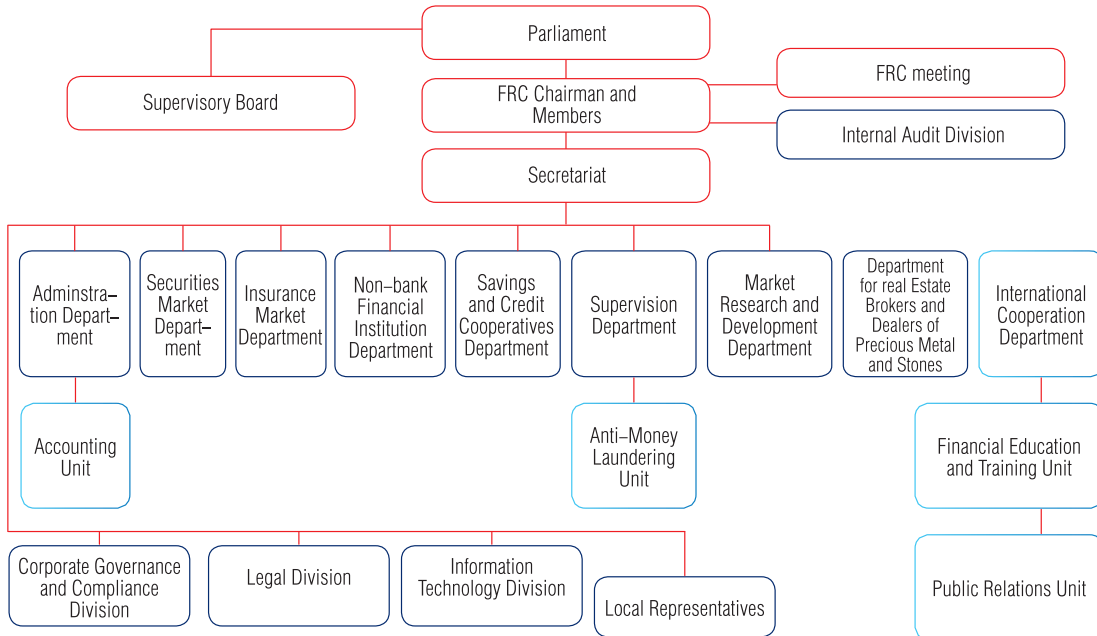 Parliament
FRC meeting
Supervisory Board
FRC Chairman and
Members
Internal Audit Division
Secretariat
Adminstra–
tion Depart–
ment
Securities
Market
Depart–
ment
Insurance
Market
Department
Non–bank
Financial
Institution
Department
Savings
and Credit
Cooperatives
Department
Supervision
Department
Market
Research and
Development
Department
Department
for real Estate
Brokers and
Dealers of
Precious Metal
and Stones
International
Cooperation
Department
Accounting
Unit
Anti–Money
Laundering
Unit
Financial Education
and Training Unit
Corporate Governance
and Compliance
Division
Legal Division
Information
Technology Division
Local Representatives
Public Relations Unit